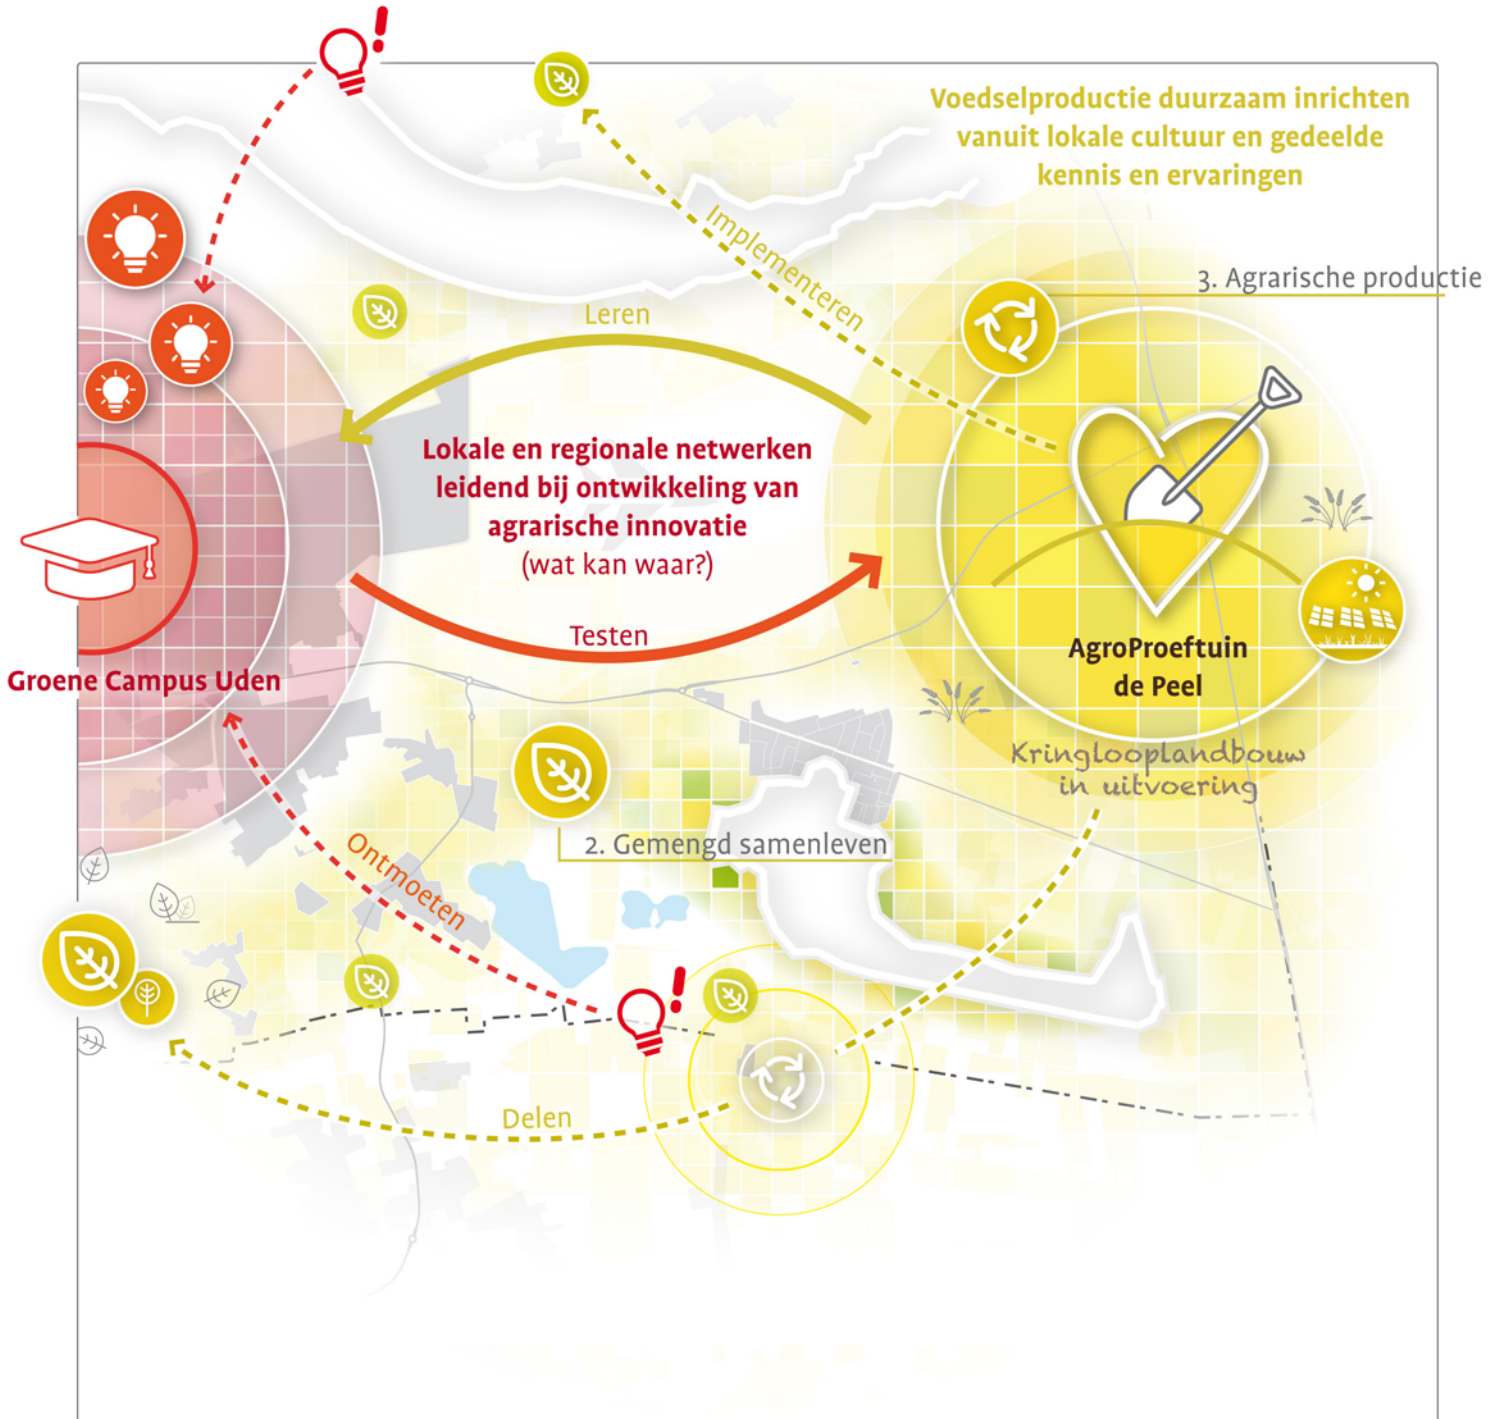 Voedselproductie duurzaam inrichten
vanuit lokale cultuur en gedeelde
kennis en ervaringen
Implementeren
3. Agrarische productie
Leren
Lokale en regionale netwerken
leidend bij ontwikkeling van
agrarische innovatie
(wat kan waar?)
Testen
AgroProeftuin
de Peel
Groene Campus Uden
Kringlooplandbouw
in uitvoering
2. Gemengd samenleven
Ontmoeten
Delen